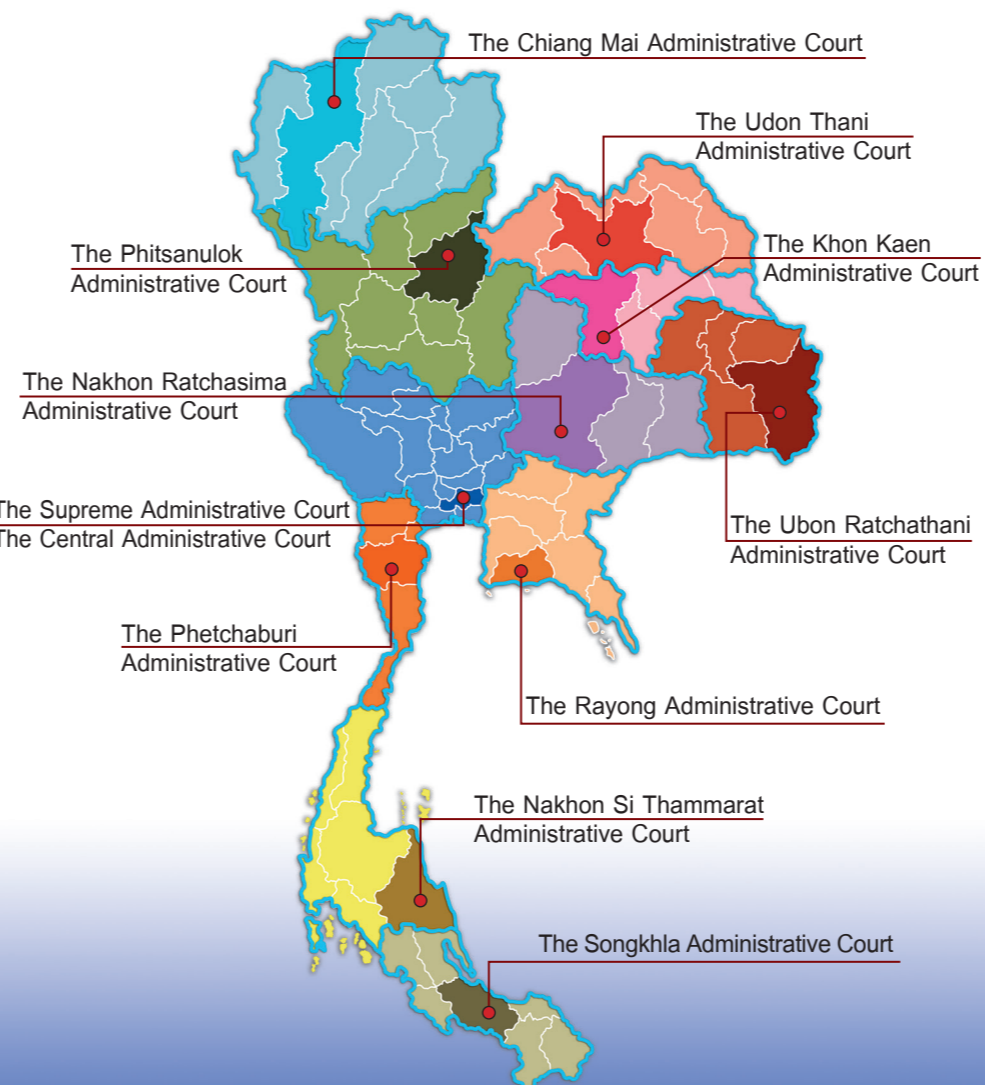 The Chiang Mai Administrative Court
The Udon Thani
Administrative Court
The Phitsanulok
Administrative Court
The Khon Kaen
Administrative Court
The Nakhon Ratchasima
Administrative Court
The Supreme Administrative Court
The Central Administrative Court
The Ubon Ratchathani
Administrative Court
The Phetchaburi
Administrative Court
The Rayong Administrative Court
The Nakhon Si Thammarat
Administrative Court
The Songkhla Administrative Court